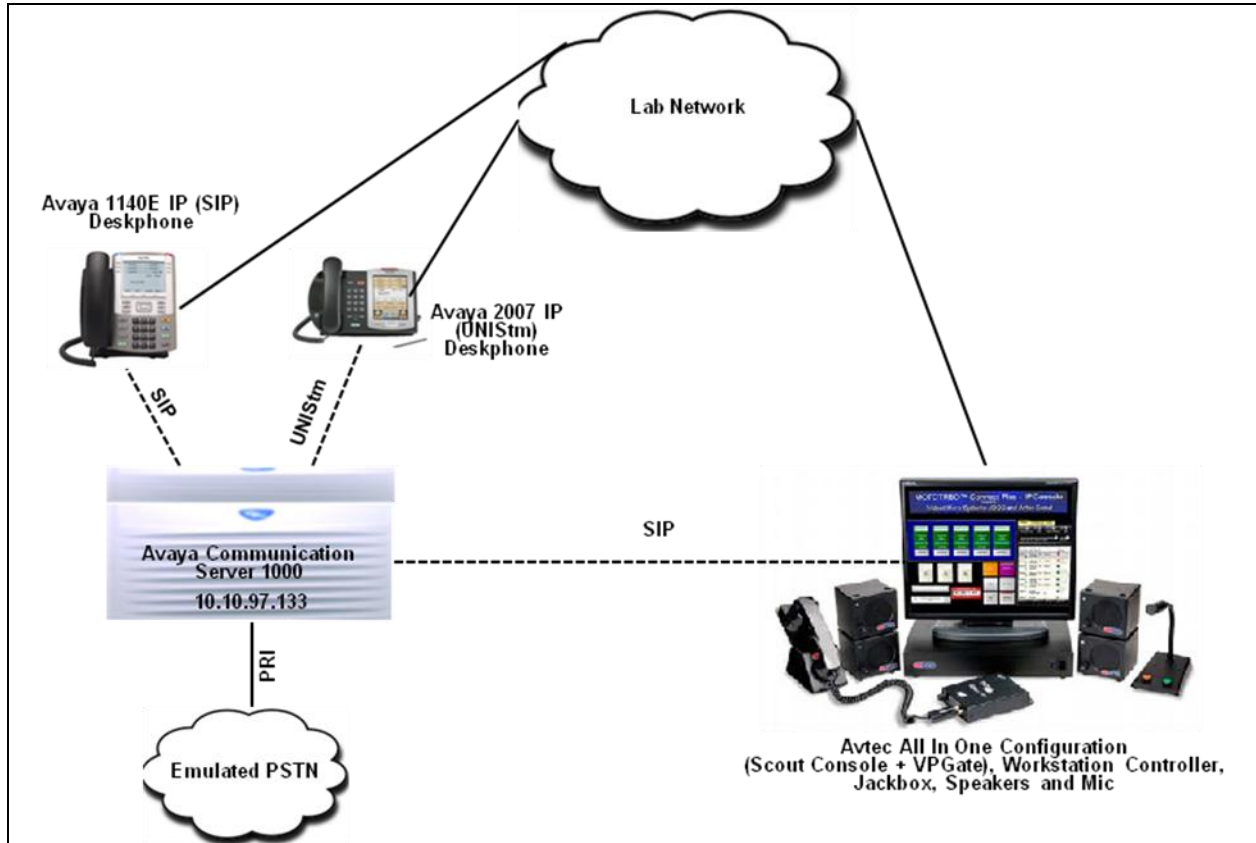 Lab Network
Avaya 1140E IP (SIP)
Deskphone
Avaya 2007 IP
(UNIStm)
Deskphone
SIP
UNIStm
SIP
Avaya Communication
Server 1000
10.10.97.133
PRI
Emulated PSTN
Avtec All In One Configuration
(Scout Console + VPGate), Workstation Controller,
Jackbox, Speakers and Mic